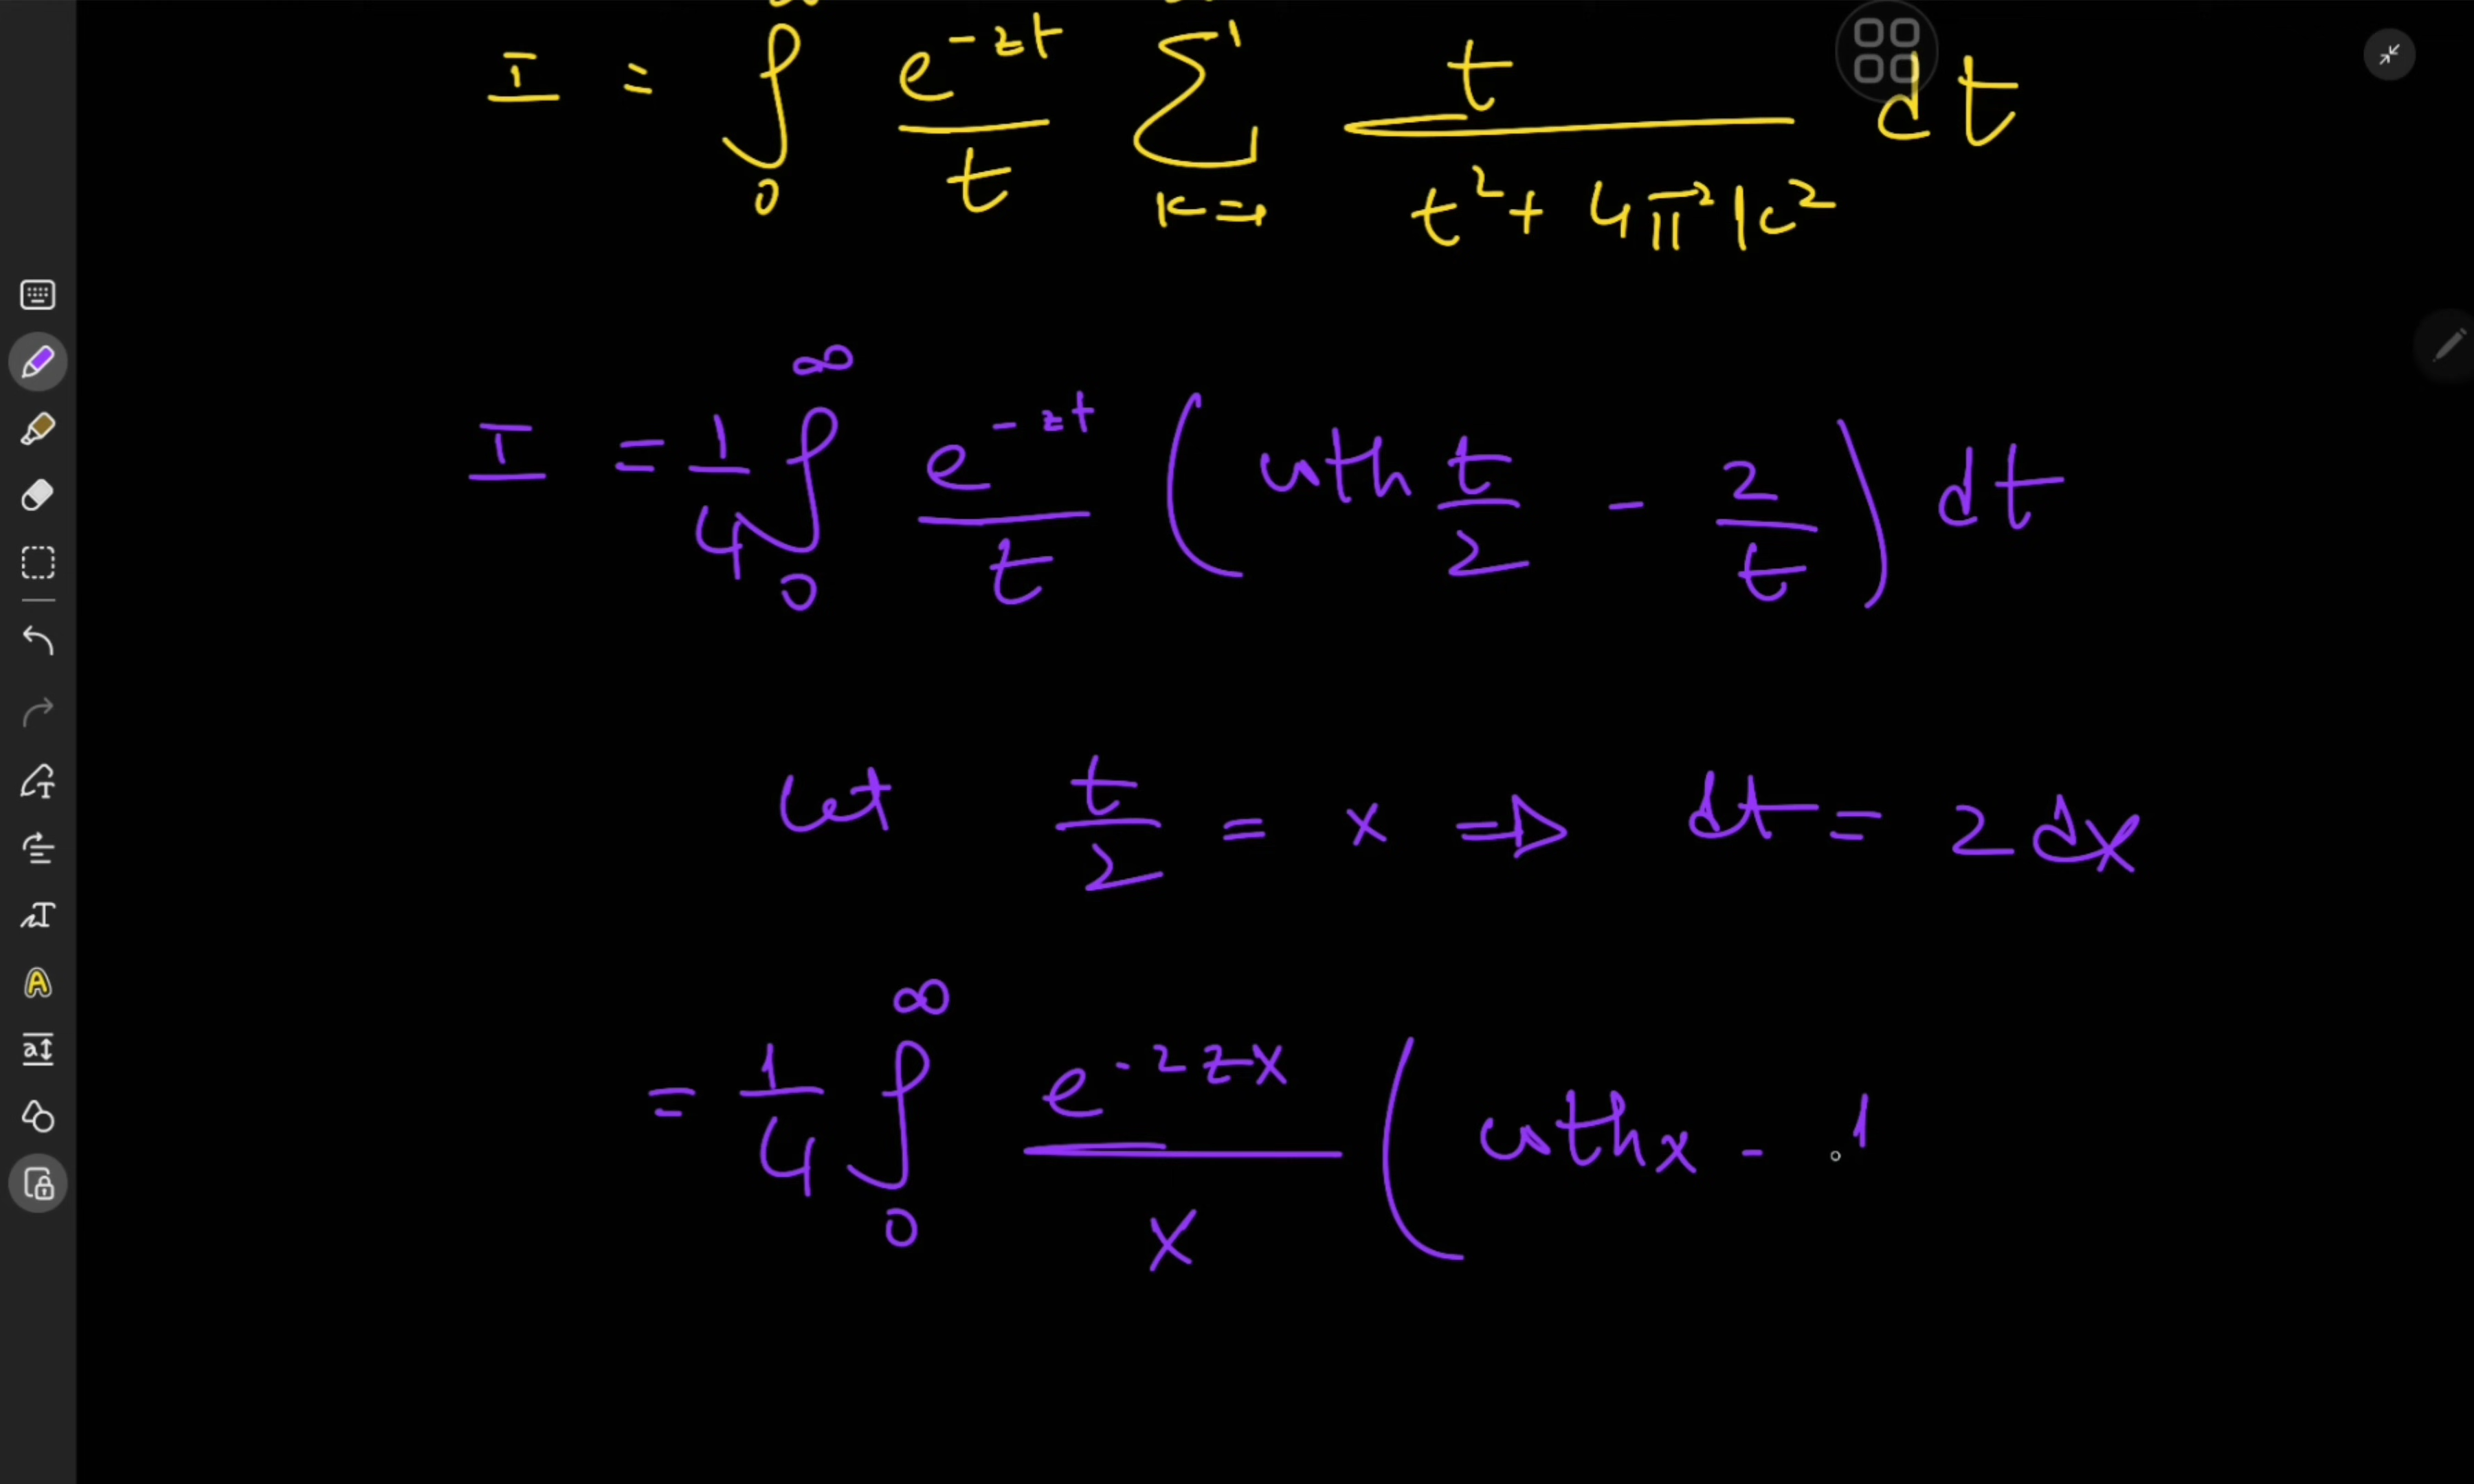 I = ∫₀^∞ e^{-zt}/t Σ_{k=1} t/(t² + 4π²k²) dt
I = 1/4 ∫₀^∞ e^{-zt}/t (coth t/2 - 2/t) dt
Let t/2 = x ⇒ dt = 2dx
= 1/4 ∫₀^∞ e^{-2zx}/x (coth x - 1